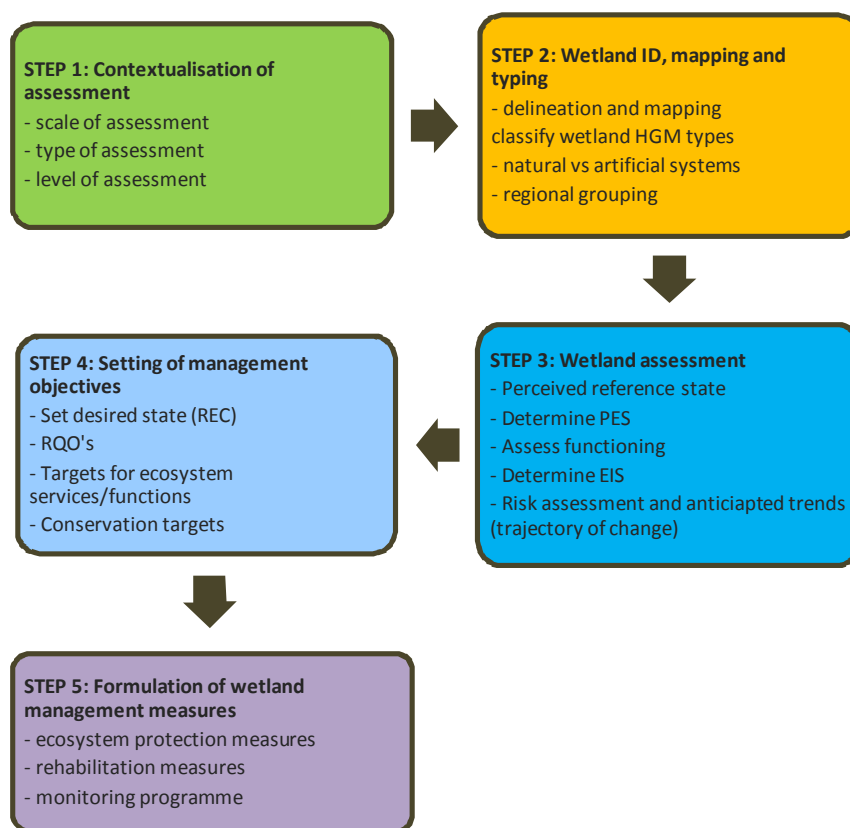 STEP 1: Contextualisation of
assessment
- scale of assessment
- type of assessment
- level of assessment
STEP 2: Wetland ID, mapping and
typing
- delineation and mapping
classify wetland HGM types
- natural vs artificial systems
- regional grouping
STEP 3: Wetland assessment
- Perceived reference state
- Determine PES
- Assess functioning
- Determine EIS
- Risk assessment and anticiapted trends
(trajectory of change)
STEP 4: Setting of management
objectives
- Set desired state (REC)
- RQO's
- Targets for ecosystem
services/functions
- Conservation targets
STEP 5: Formulation of wetland
management measures
- ecosystem protection measures
- rehabilitation measures
- monitoring programme